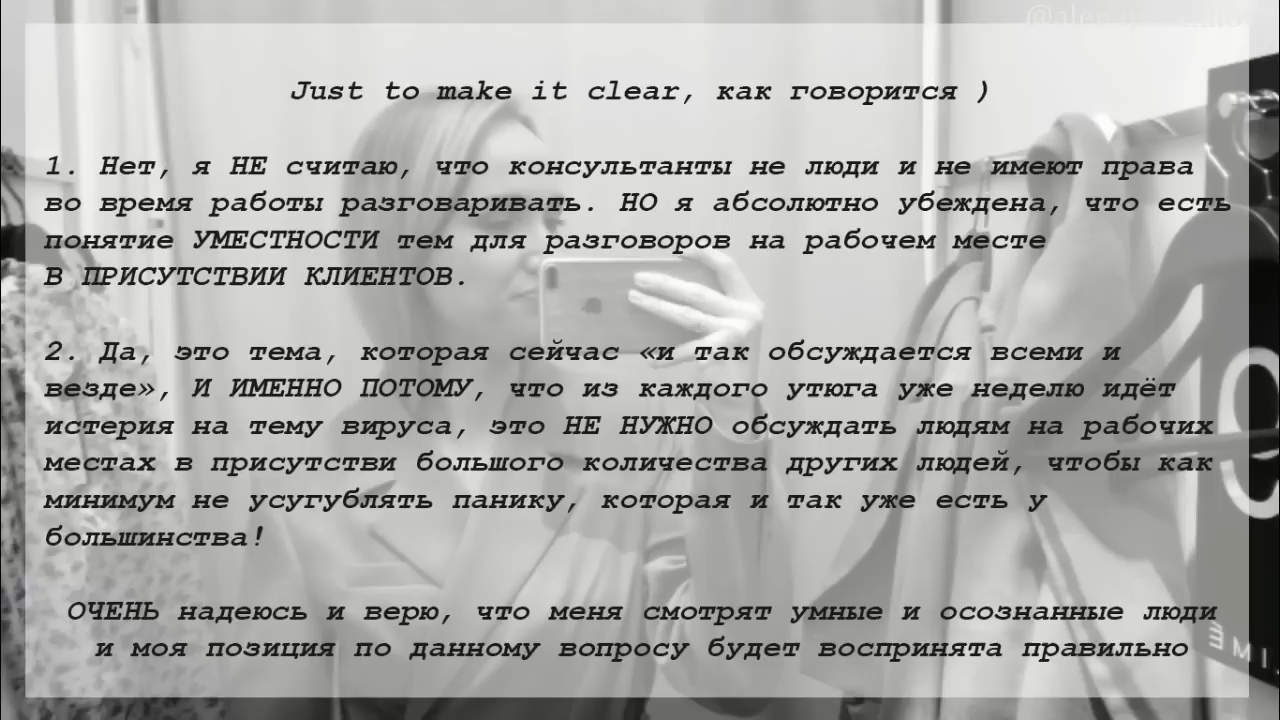 Just to make it clear, как говорится )
1. Нет, я НЕ считаю, что консультанты не люди и не имеют права
во время работы разговаривать. НО я абсолютно убеждена, что есть
понятие УМЕСТНОСТИ тем для разговоров на рабочем месте
В ПРИСУТСТВИИ КЛИЕНТОВ.
2. Да, это тема, которая сейчас «и так обсуждается всеми и
везде», И ИМЕННО ПОТОМУ, что из каждого утюга уже неделю идёт
истерия на тему вируса, это НЕ НУЖНО обсуждать людям на рабочих
местах в присутстви большого количества других людей, чтобы как
минимум не усугублять панику, которая и так уже есть у
большинства!
ОЧЕНЬ надеюсь и верю, что меня смотрят умные и осознанные люди
и моя позиция по данному вопросу будет воспринята правильно